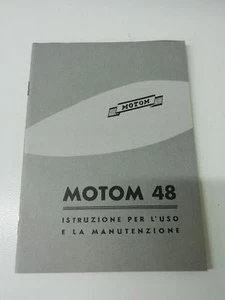 MOTOM
MOTOM 48
ISTRUZIONE PER L'USO
E LA MANUTENZIONE